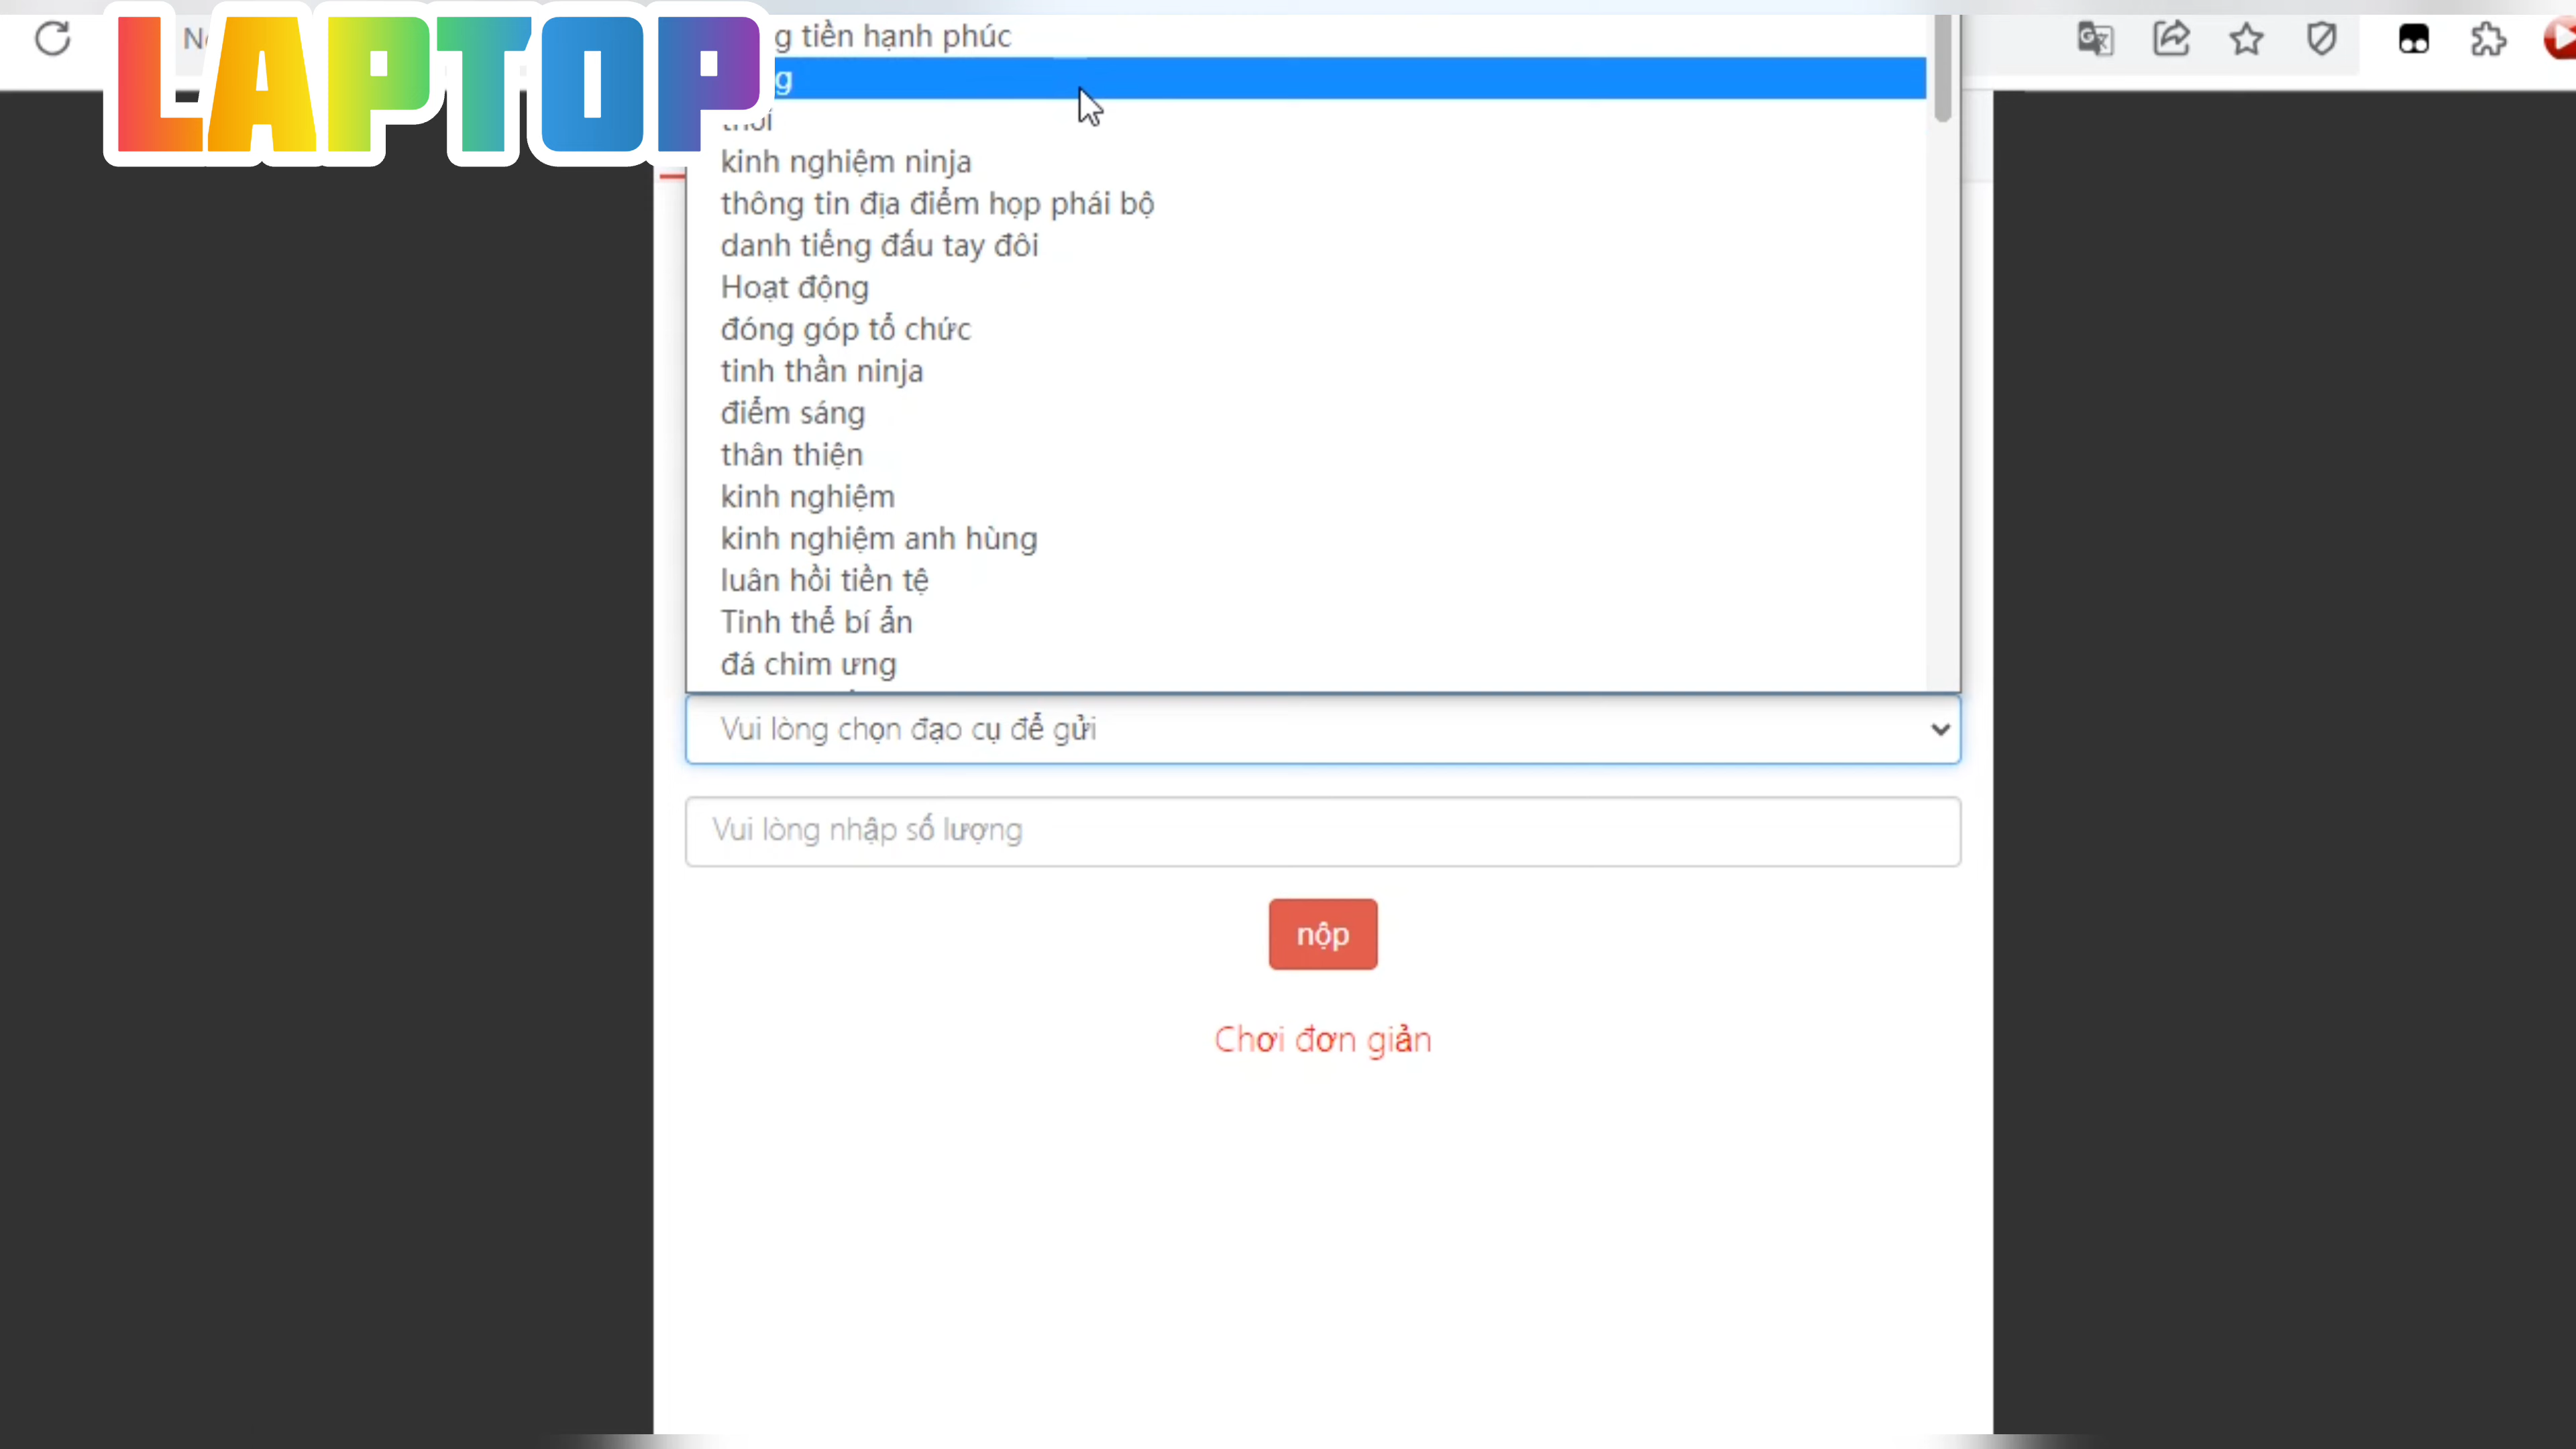 LAPTOP
tiền hạnh phúc
kinh nghiệm ninja
thông tin địa điểm họp phái bộ
danh tiếng đấu tay đôi
Hoạt động
đóng góp tổ chức
tinh thần ninja
điểm sáng
thân thiện
kinh nghiệm
kinh nghiệm anh hùng
luân hồi tiền tệ
Tinh thể bí ẩn
đá chim ưng
Vui lòng chọn đạo cụ để gửi
Vui lòng nhập số lượng
nộp
Chơi đơn giản